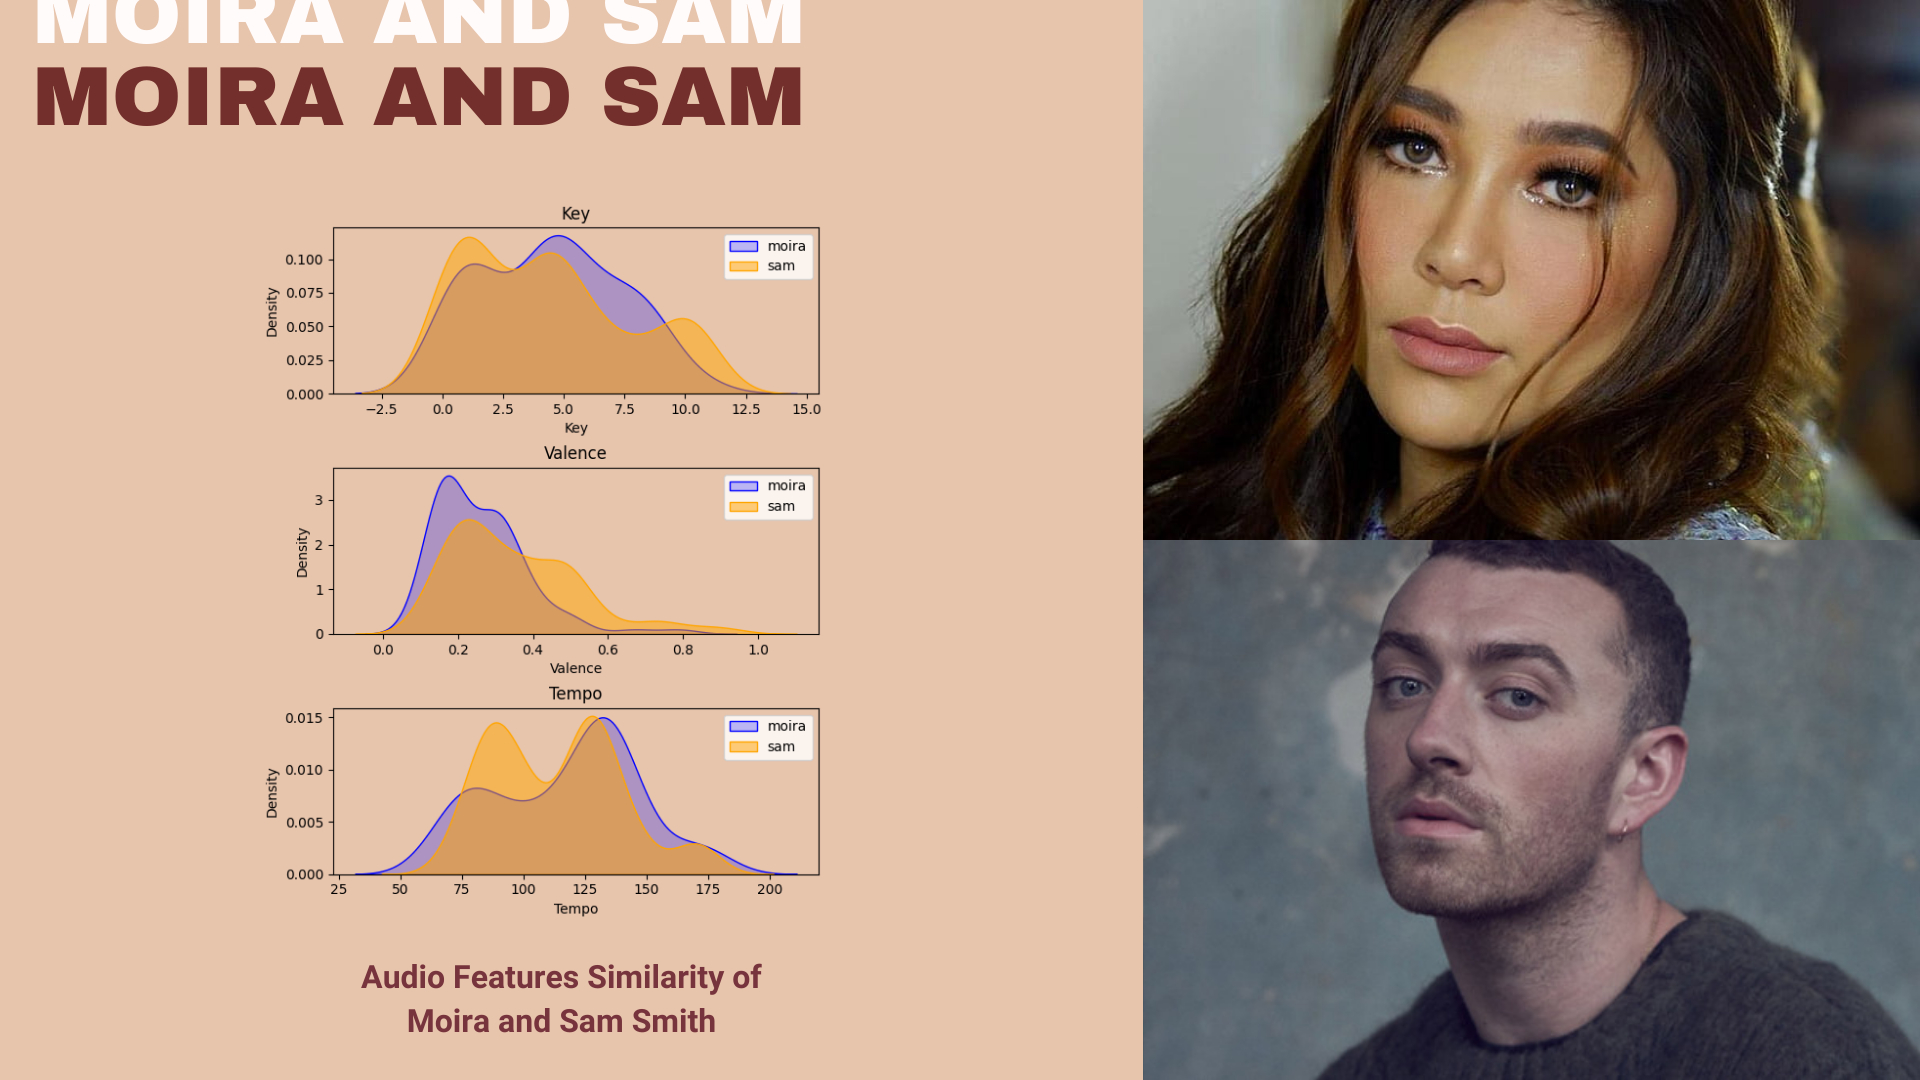 MOIRA AND SAM
MOIRA AND SAM
Key
moira
sam
Density
0.100
0.075
0.050
0.025
0.000
−2.5 0.0 2.5 5.0 7.5 10.0 12.5 15.0
Key
Valence
moira
sam
Density
3
2
1
0
0.0 0.2 0.4 0.6 0.8 1.0
Valence
Tempo
moira
sam
Density
0.015
0.010
0.005
0.000
25 50 75 100 125 150 175 200
Tempo
Audio Features Similarity of
Moira and Sam Smith